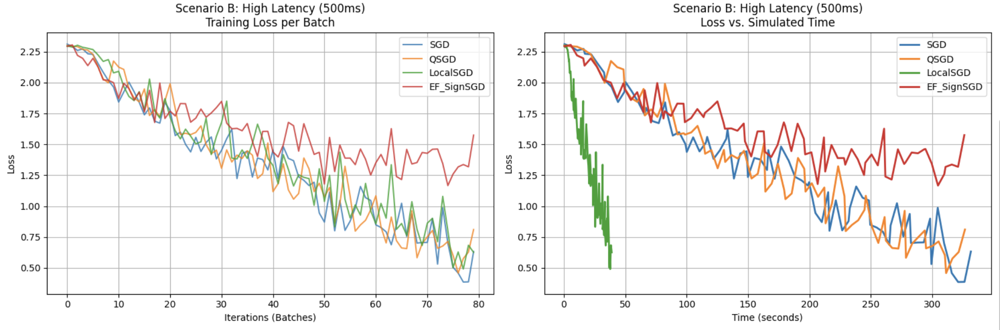 Scenario B: High Latency (500ms)
Training Loss per Batch
Loss
2.25
2.00
1.75
1.50
1.25
1.00
0.75
0.50
0 10 20 30 40 50 60 70 80
Iterations (Batches)
SGD
QSGD
LocalSGD
EF_SignSGD
Scenario B: High Latency (500ms)
Loss vs. Simulated Time
Loss
2.25
2.00
1.75
1.50
1.25
1.00
0.75
0.50
0 50 100 150 200 250 300
Time (seconds)
SGD
QSGD
LocalSGD
EF_SignSGD